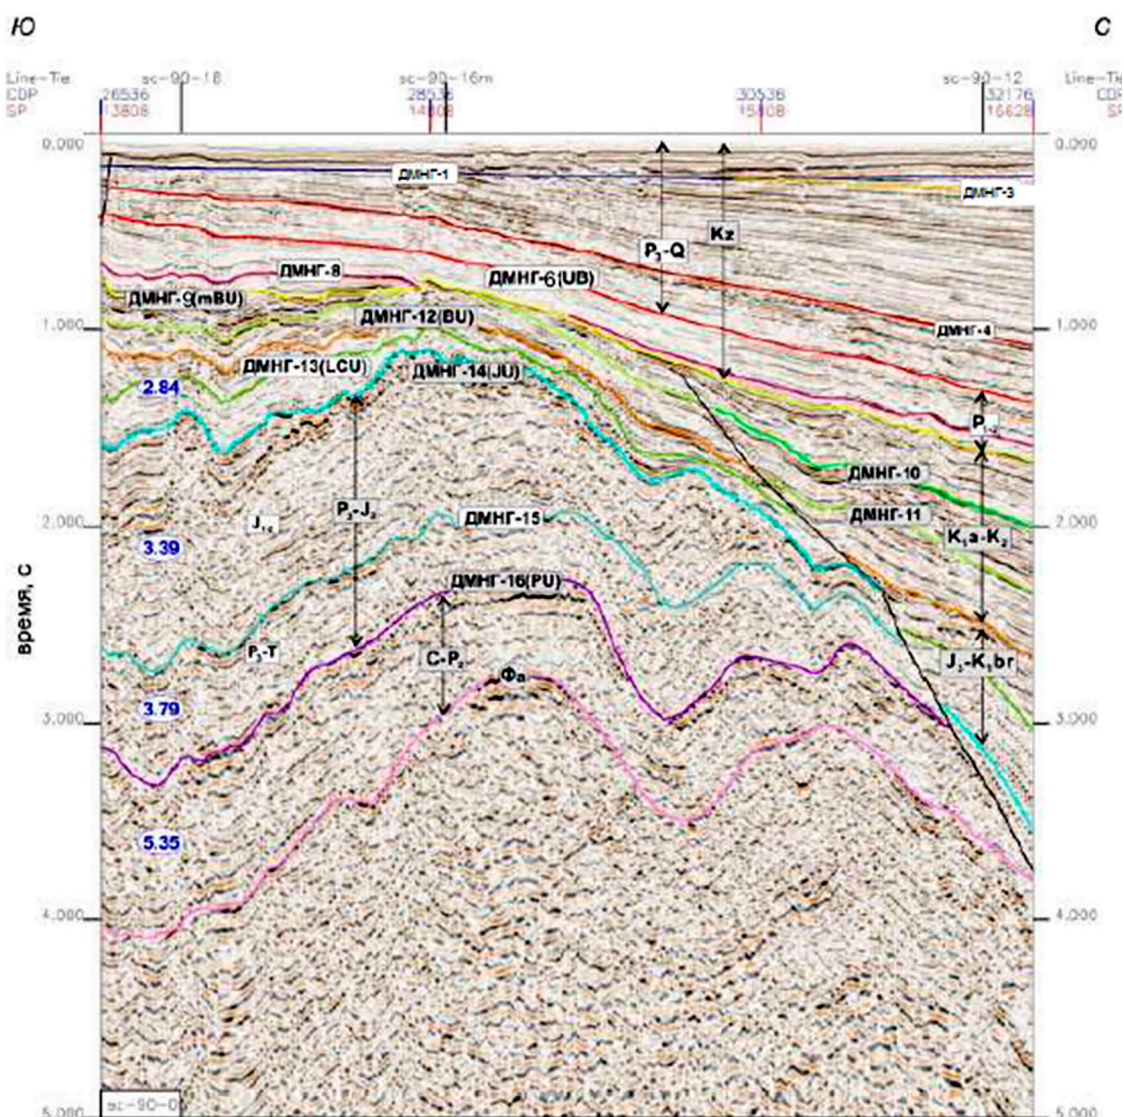 Ю С
Line-Tie sc-90-18 sc-90-16m sc-90-12 Line-Tie
CDP 26536 28536 30536 32176 CDP
SP 13808 14808 15808 16628 SP
0.000 0.000
ДМНГ-1
ДМНГ-3
Kz
P₃-Q
ДМНГ-8
ДМНГ-6(UB)
ДМНГ-9(mBU)
ДМНГ-12(BU)
1.000 ДМНГ-4 1.000
ДМНГ-13(LCU)
ДМНГ-14(JU)
2.84
P₁₋₂
ДМНГ-10
P₃-J₂
ДМНГ-11
J₁₋₂
ДМНГ-15
2.000 2.000
K₁a-K₂
3.39
ДМНГ-16(PU)
время, с
P₃-T
C-P₂
J₃-K₁br
Фа
3.79
3.000 3.000
5.35
4.000 4.000
sc-90-0
5.000 5.000